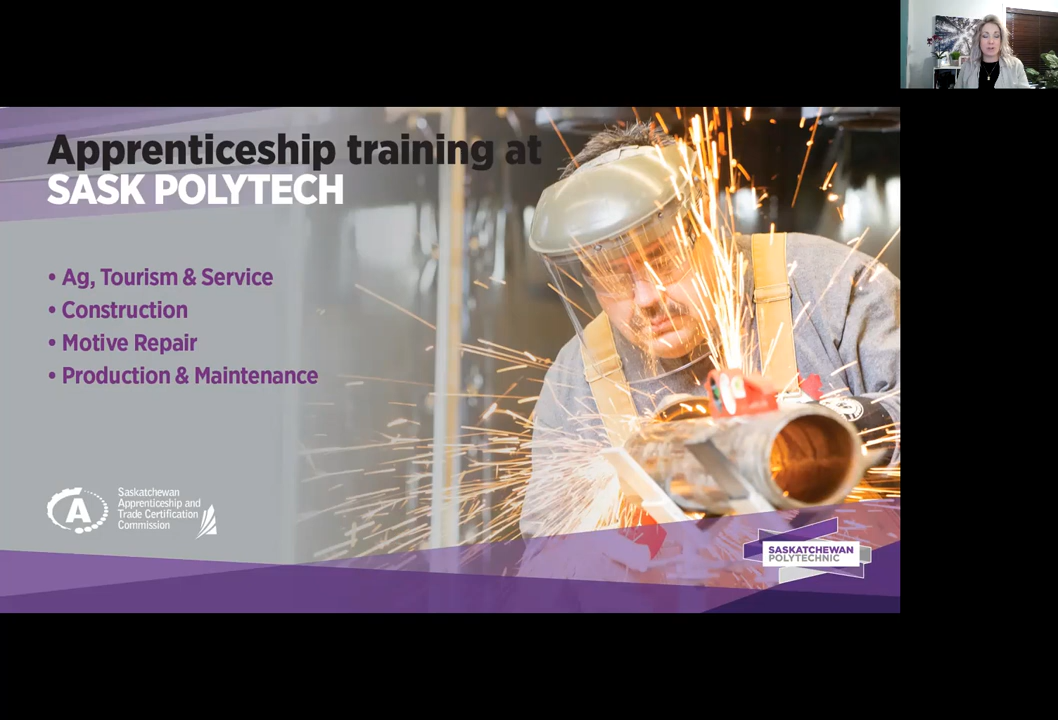 Apprenticeship training at
SASK POLYTECH
• Ag, Tourism & Service
• Construction
• Motive Repair
• Production & Maintenance
A
Saskatchewan
Apprenticeship and
Trade Certification
Commission
SASKATCHEWAN
POLYTECHNIC